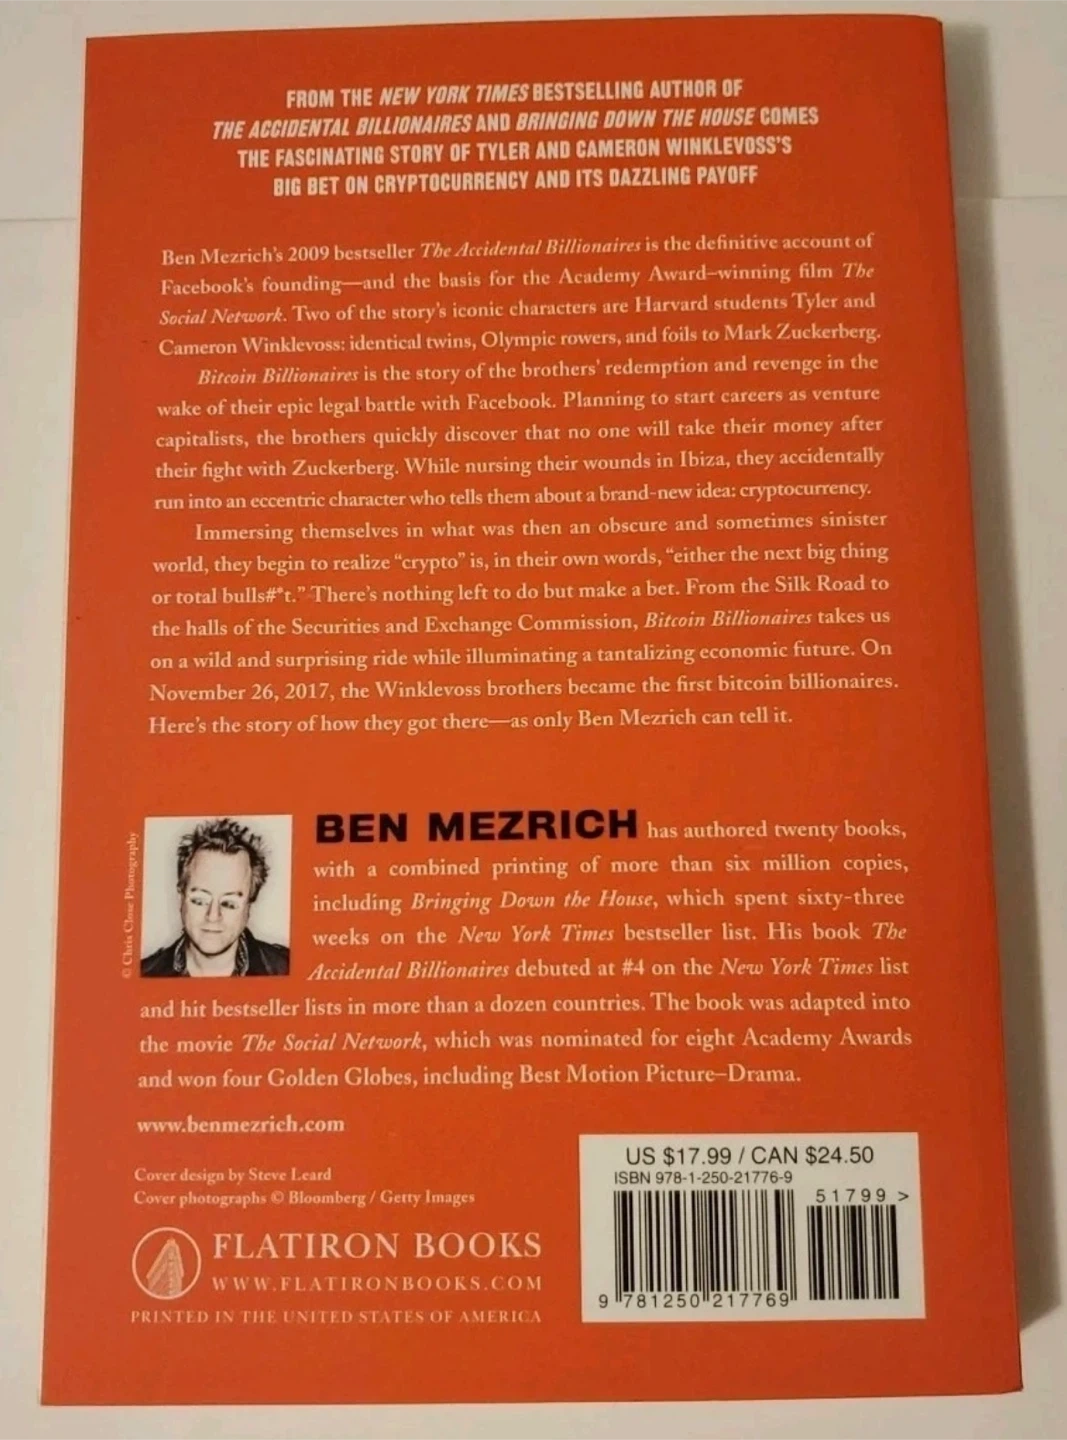 FROM THE NEW YORK TIMES BESTSELLING AUTHOR OF
THE ACCIDENTAL BILLIONAIRES AND BRINGING DOWN THE HOUSE COMES
THE FASCINATING STORY OF TYLER AND CAMERON WINKLEVOSS'S
BIG BET ON CRYPTOCURRENCY AND ITS DAZZLING PAYOFF
Ben Mezrich's 2009 bestseller The Accidental Billionaires is the definitive account of
Facebook's founding—and the basis for the Academy Award–winning film The
Social Network. Two of the story's iconic characters are Harvard students Tyler and
Cameron Winklevoss: identical twins, Olympic rowers, and foils to Mark Zuckerberg.
Bitcoin Billionaires is the story of the brothers' redemption and revenge in the
wake of their epic legal battle with Facebook. Planning to start careers as venture
capitalists, the brothers quickly discover that no one will take their money after
their fight with Zuckerberg. While nursing their wounds in Ibiza, they accidentally
run into an eccentric character who tells them about a brand-new idea: cryptocurrency.
Immersing themselves in what was then an obscure and sometimes sinister
world, they begin to realize “crypto” is, in their own words, “either the next big thing
or total bulls#*t.” There's nothing left to do but make a bet. From the Silk Road to
the halls of the Securities and Exchange Commission, Bitcoin Billionaires takes us
on a wild and surprising ride while illuminating a tantalizing economic future. On
November 26, 2017, the Winklevoss brothers became the first bitcoin billionaires.
Here's the story of how they got there—as only Ben Mezrich can tell it.
© Chris Close Photography
BEN MEZRICH has authored twenty books,
with a combined printing of more than six million copies,
including Bringing Down the House, which spent sixty-three
weeks on the New York Times bestseller list. His book The
Accidental Billionaires debuted at #4 on the New York Times list
and hit bestseller lists in more than a dozen countries. The book was adapted into
the movie The Social Network, which was nominated for eight Academy Awards
and won four Golden Globes, including Best Motion Picture–Drama.
www.benmezrich.com
Cover design by Steve Leard
Cover photographs © Bloomberg / Getty Images
FLATIRON BOOKS
WWW.FLATIRONBOOKS.COM
PRINTED IN THE UNITED STATES OF AMERICA
US $17.99 / CAN $24.50
ISBN 978-1-250-21776-9
51799 >
9 781250 217769